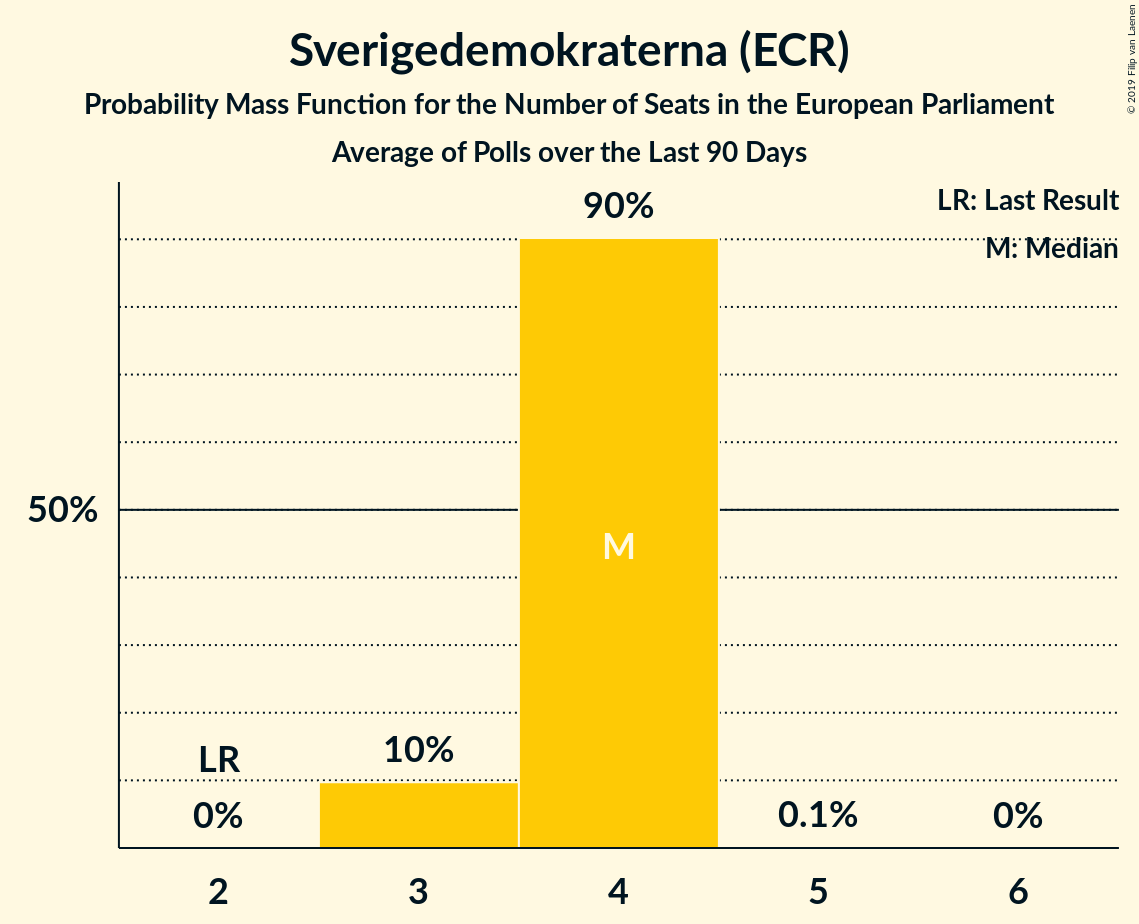 Sverigedemokraterna (ECR)
Probability Mass Function for the Number of Seats in the European Parliament
Average of Polls over the Last 90 Days
© 2019 Filip van Laenen
LR: Last Result
M: Median
90%
50%
M
LR
10%
0%
0.1%
0%
2 3 4 5 6